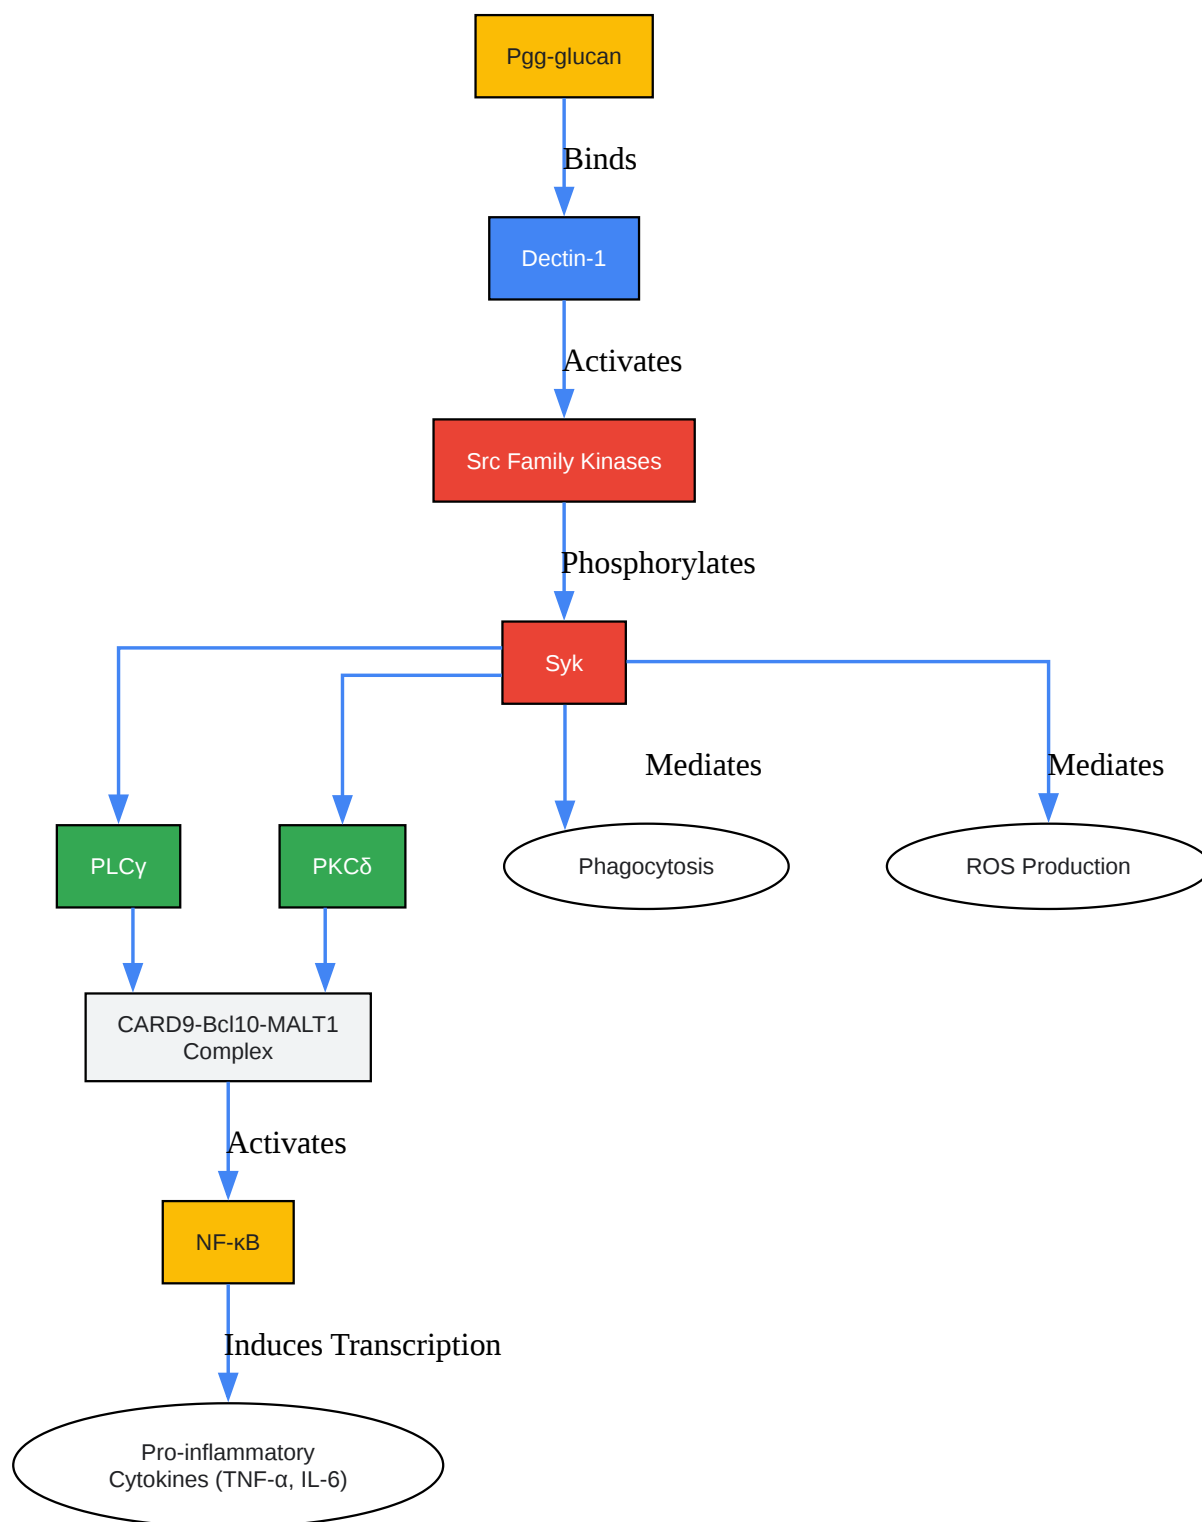 Pgg-glucan
Binds
Dectin-1
Activates
Src Family Kinases
Phosphorylates
Syk
Mediates
Mediates
PLCγ
PKCδ
Phagocytosis
ROS Production
CARD9-Bcl10-MALT1
Complex
Activates
NF-κB
Induces Transcription
Pro-inflammatory
Cytokines (TNF-α, IL-6)